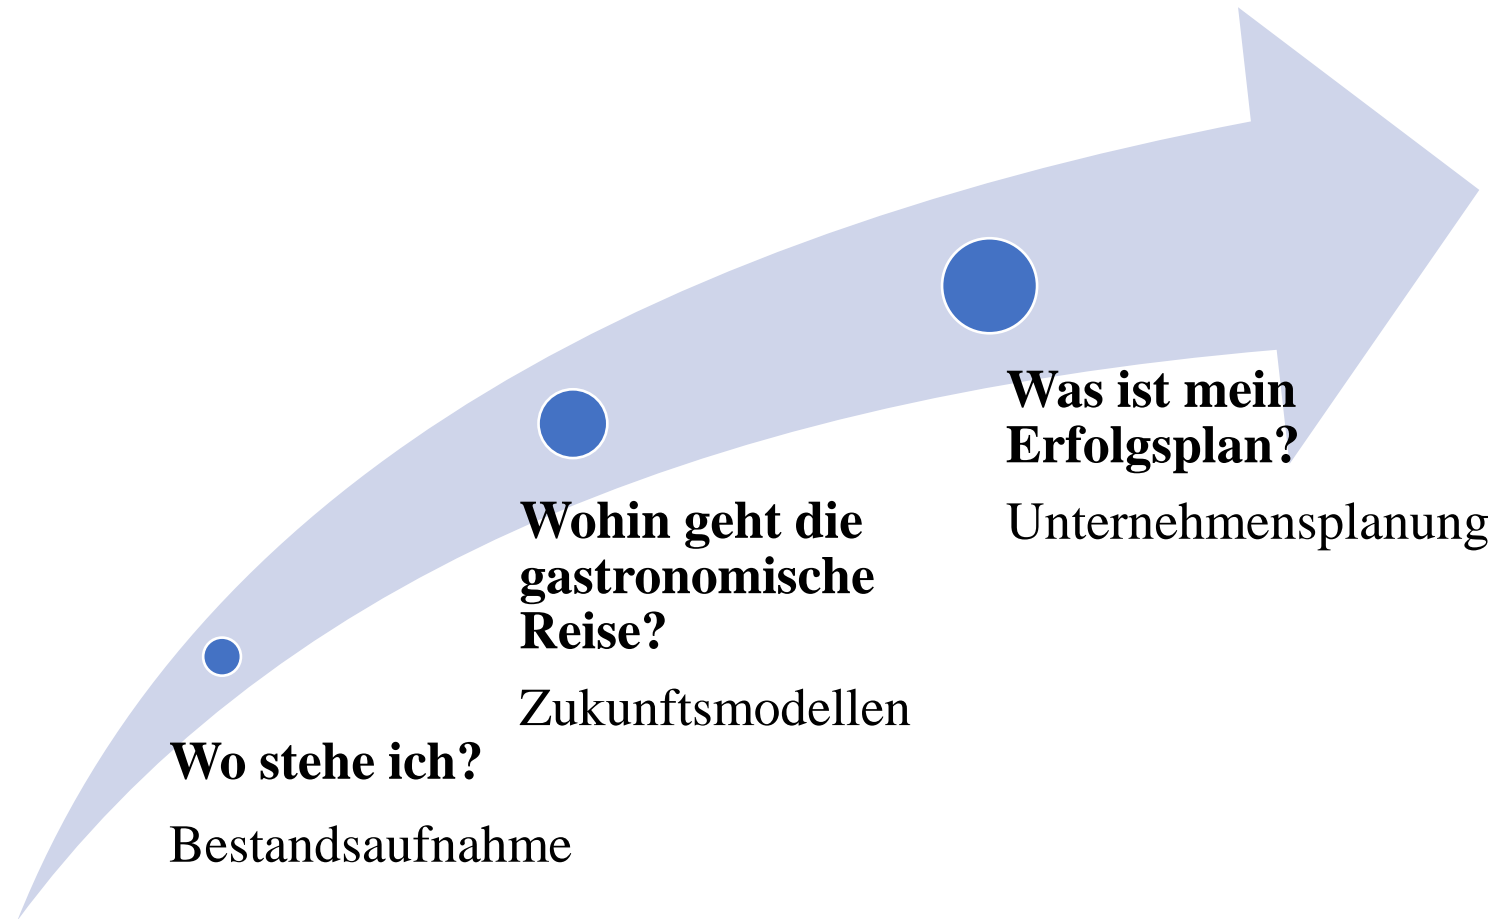 Wo stehe ich?
Bestandsaufnahme
Wohin geht die
gastronomische
Reise?
Zukunftsmodellen
Was ist mein
Erfolgsplan?
Unternehmensplanung